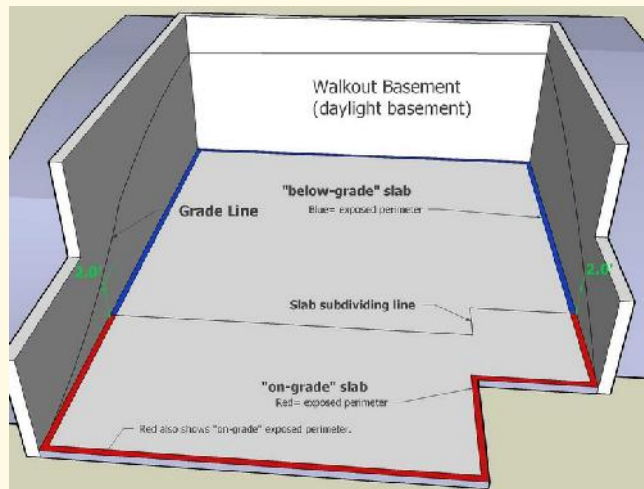 Walkout Basement
(daylight basement)
"below-grade" slab
Blue= exposed perimeter
Grade Line
2.0'
2.0'
Slab subdividing line
"on-grade" slab
Red= exposed perimeter
Red also shows "on-grade" exposed perimeter.